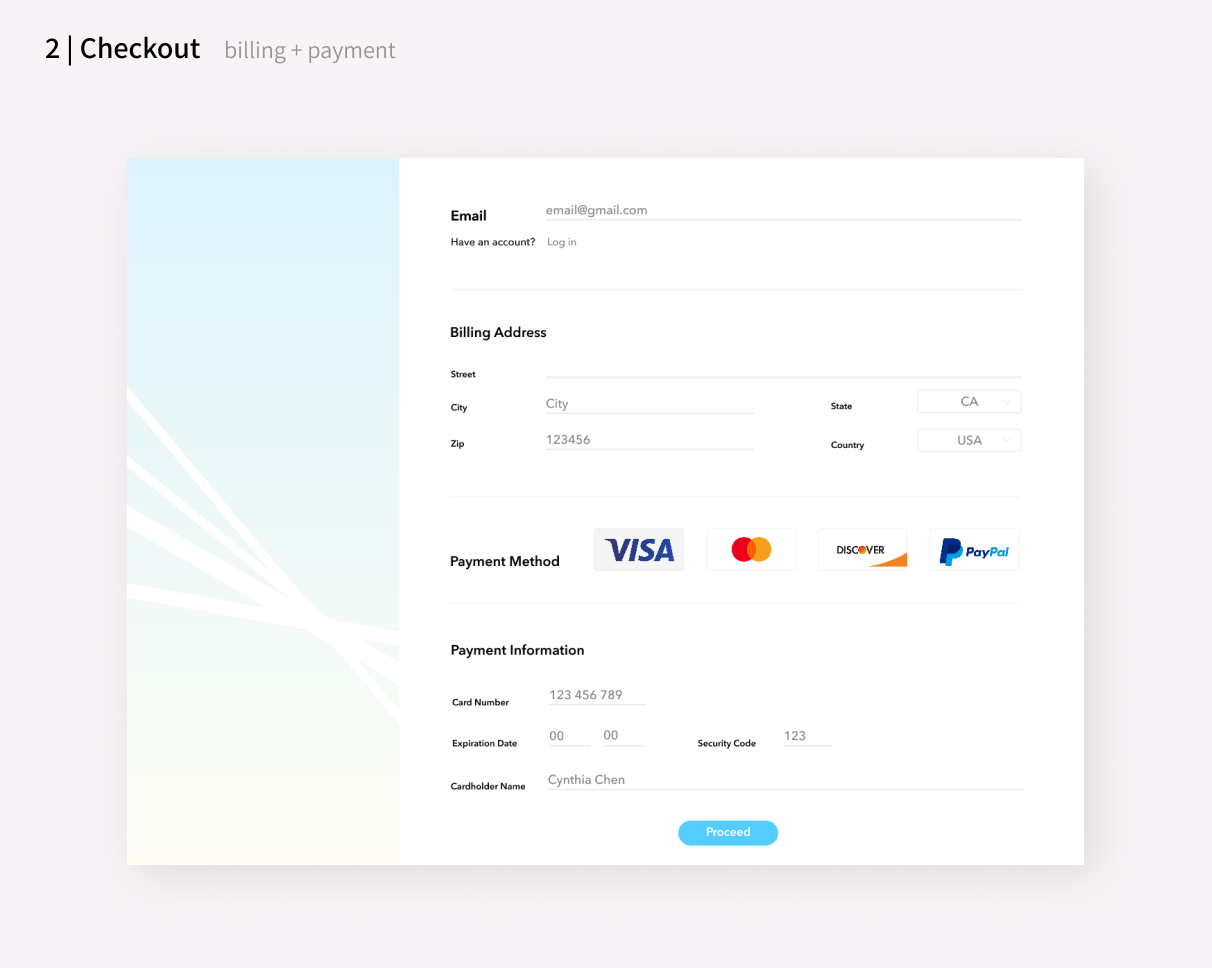 2 | Checkout billing + payment
Email email@gmail.com
Have an account? Log in
Billing Address
Street
City City State CA
Zip 123456 Country USA
Payment Method VISA DISCOVER PayPal
Payment Information
Card Number 123 456 789
Expiration Date 00 00 Security Code 123
Cardholder Name Cynthia Chen
Proceed